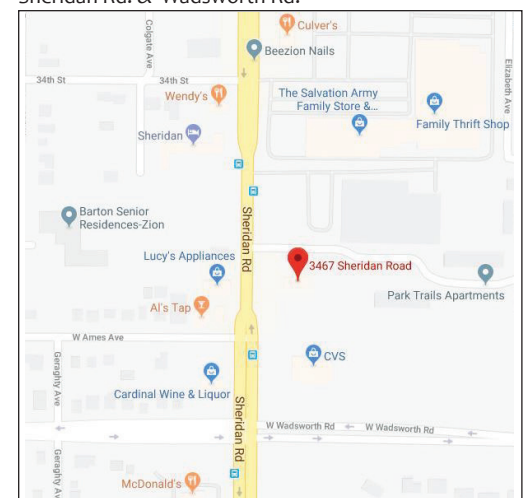 Sheridan Rd. & Wadsworth Rd.
Culver's
Colgate Ave
Beezion Nails
Elizabeth Ave
34th St
34th St
Wendy's
The Salvation Army
Family Store &...
Family Thrift Shop
Sheridan
Barton Senior
Residences-Zion
Sheridan Rd
Lucy's Appliances
3467 Sheridan Road
Park Trails Apartments
Al's Tap
W Ames Ave
CVS
Geraghty Ave
Cardinal Wine & Liquor
Sheridan Rd
W Wadsworth Rd
W Wadsworth Rd
Geraghty Av
McDonald's